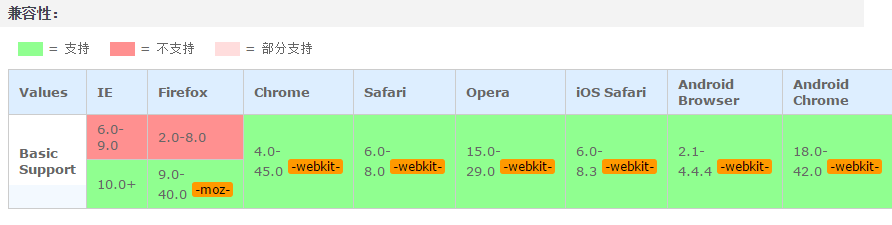 兼容性：
= 支持 = 不支持 = 部分支持
Values IE Firefox Chrome Safari Opera iOS Safari Android Browser Android Chrome
Basic Support
6.0-9.0
10.0+
2.0-8.0
9.0-40.0 -moz-
4.0-45.0 -webkit-
6.0-8.0 -webkit-
15.0-29.0 -webkit-
6.0-8.3 -webkit-
2.1-4.4.4 -webkit-
18.0-42.0 -webkit-